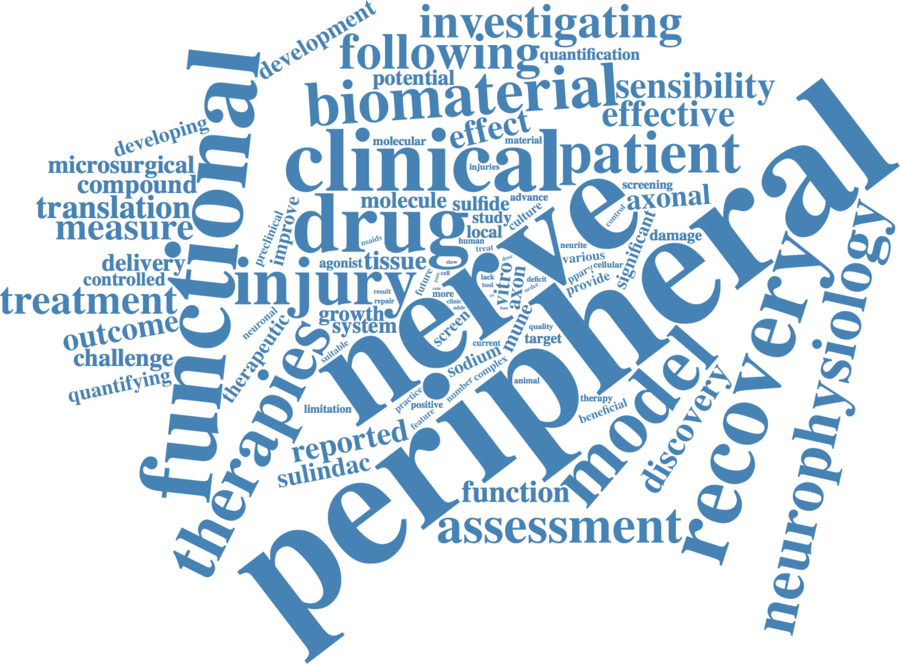 development
investigating
following
quantification
potential
functional
biomaterial
sensibility
effective
effect
developing
molecular
material
microsurgical
clinical
patient
peripheral
compound
injuries
nerve
screening
translation
molecule
advance
axonal
measure
preclinical
improve
drug
sulfide
study
culture
control
local
significant
human
neurite
damage
nsaids
treat
delivery
agonist
tissue
various
controlled
injury
future
cell
show
dose
vitro
axon
lack
tool
deficit
cellular
provide
treatment
result
more
repair
clinic
outcome
neuronal
growth
system
screen
quality
target
challenge
therapeutic
suitable
current
sodium
complex
number
quantifying
therapies
practice
animal
model
limitation
positive
feature
therapy
beneficial
recovery
neurophysiology
reported
discovery
sulindac
function
assessment